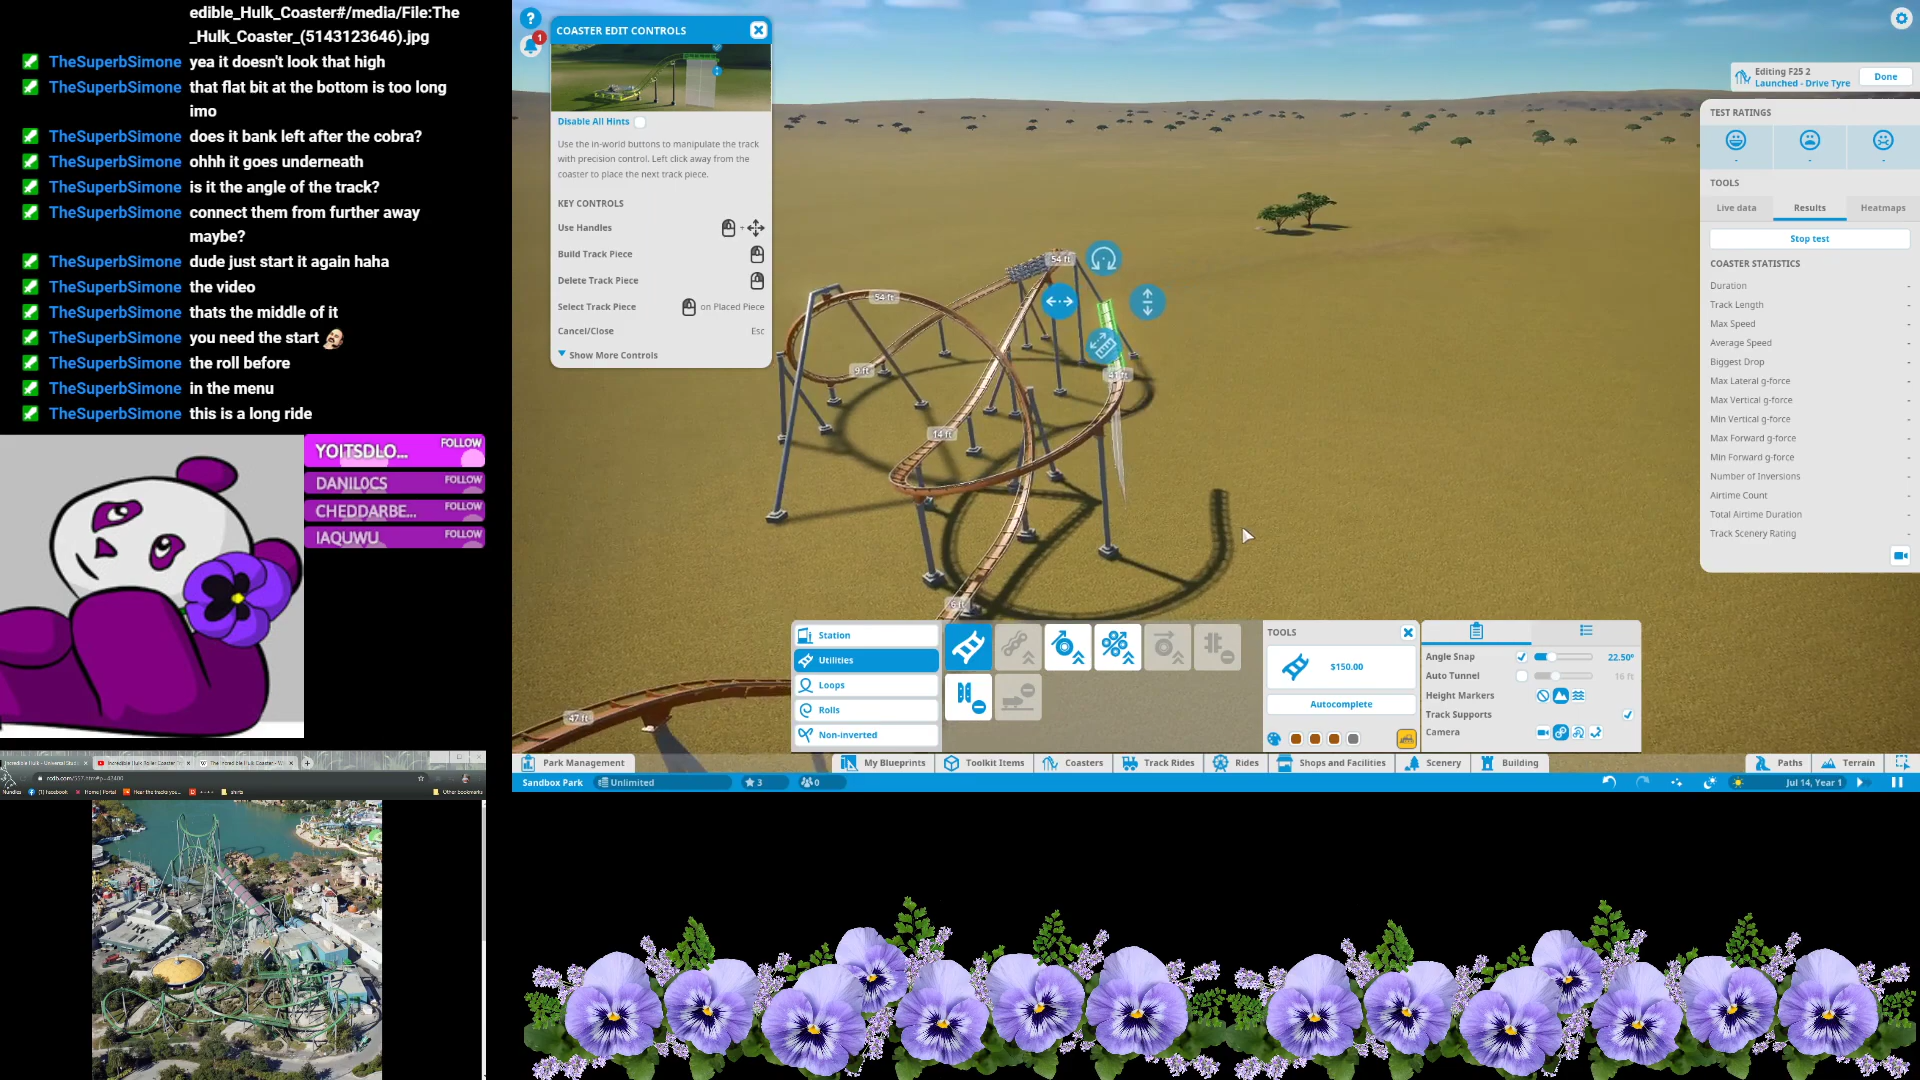 edible_Hulk_Coaster#/media/File:The
_Hulk_Coaster_(5143123646).jpg
TheSuperbSimone yea it doesn't look that high
TheSuperbSimone that flat bit at the bottom is too long
imo
TheSuperbSimone does it bank left after the cobra?
TheSuperbSimone ohhh it goes underneath
TheSuperbSimone is it the angle of the track?
TheSuperbSimone connect them from further away
maybe?
TheSuperbSimone dude just start it again haha
TheSuperbSimone the video
TheSuperbSimone thats the middle of it
TheSuperbSimone you need the start
TheSuperbSimone the roll before
TheSuperbSimone in the menu
TheSuperbSimone this is a long ride
YOITSDLO... FOLLOW
DANIL0CS FOLLOW
CHEDDARBE... FOLLOW
IAQUWU FOLLOW
Other bookmarks
?
1
COASTER EDIT CONTROLS
Disable All Hints
Use the in-world buttons to manipulate the track
with precision control. Left click away from the
coaster to place the next track piece.
KEY CONTROLS
Use Handles
Build Track Piece
Delete Track Piece
Select Track Piece on Placed Piece
Cancel/Close Esc
Show More Controls
54 ft
54 ft
9 ft
41 ft
14 ft
6 ft
47 ft
Editing F25 2
Launched - Drive Tyre
Done
TEST RATINGS
- - -
TOOLS
Live data Results Heatmaps
Stop test
COASTER STATISTICS
Duration -
Track Length -
Max Speed -
Average Speed -
Biggest Drop -
Max Lateral g-force -
Max Vertical g-force -
Min Vertical g-force -
Max Forward g-force -
Min Forward g-force -
Number of Inversions -
Airtime Count -
Total Airtime Duration -
Track Scenery Rating -
Station
Utilities
Loops
Rolls
Non-inverted
TOOLS
$150.00
Autocomplete
Angle Snap 22.50°
Auto Tunnel 16 ft
Height Markers
Track Supports
Camera
Park Management My Blueprints Toolkit Items Coasters Track Rides Rides Shops and Facilities Scenery Building Paths Terrain
Sandbox Park Unlimited 3 0 Jul 14, Year 1